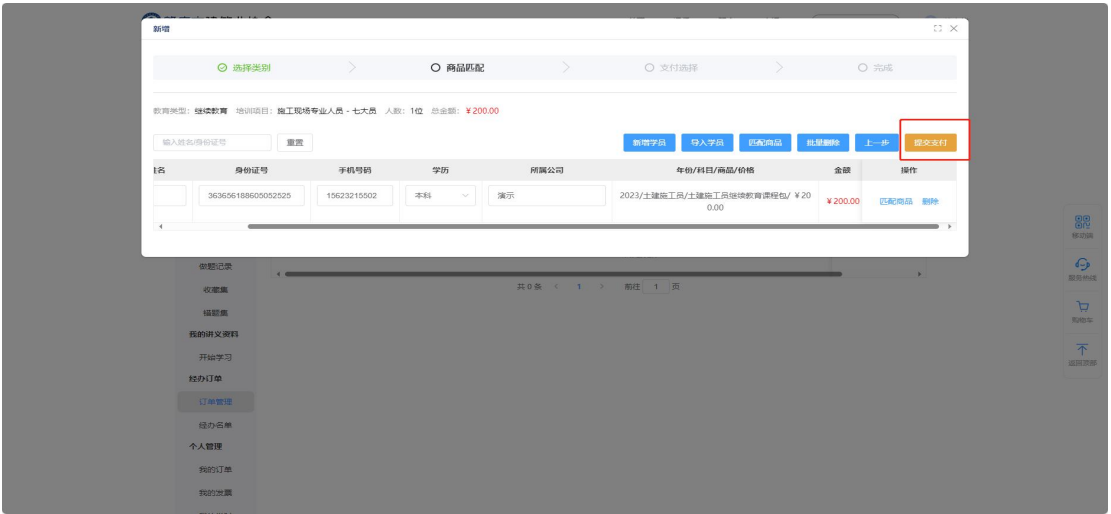 新增
选择类别 商品匹配 支付选择 完成
教育类型: 继续教育 培训项目: 施工现场专业人员 - 七大员 人数: 1位 总金额: ￥200.00
输入姓名/身份证号 重置 新增学员 导入学员 匹配商品 批量删除 上一步 提交支付
姓名 身份证号 手机号码 学历 所属公司 年份/科目/商品/价格 金额 操作
363656188605052525 15623215502 本科 演示 2023/土建施工员/土建施工员继续教育课程包/ ￥20
0.00 ￥200.00 匹配商品 删除
移动端
做题记录
服务热线
共 0 条 1 前往 1 页
收藏集
错题集
购物车
我的讲义资料
开始学习
返回顶部
经办订单
订单管理
经办名单
个人管理
我的订单
我的发票